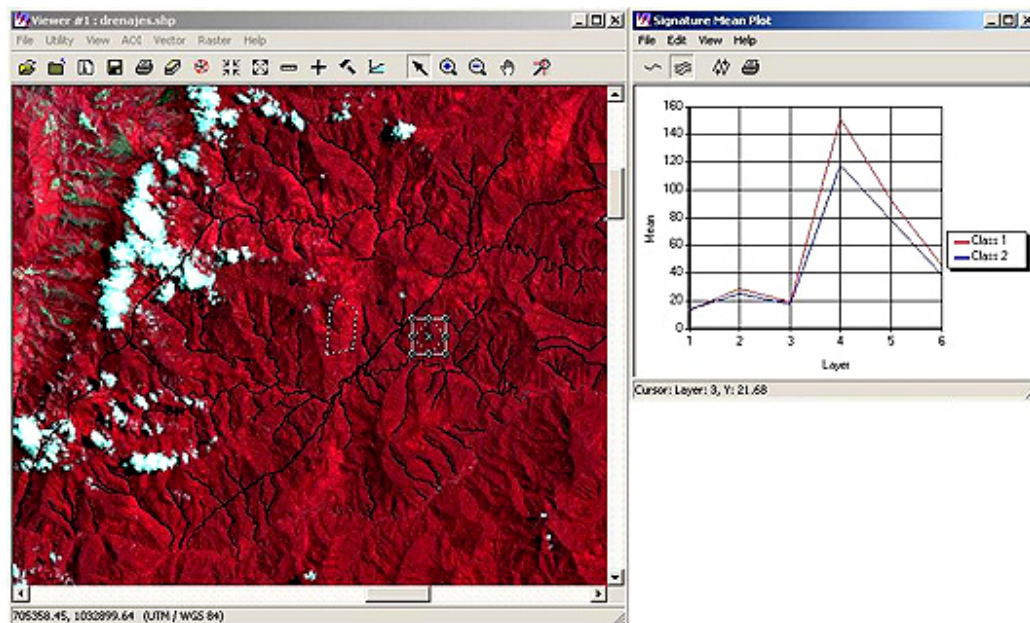 Viewer #1 : drenajes.shp
File Utility View AOI Vector Raster Help
705358.45, 1032899.64 (UTM / WGS 84)
Signature Mean Plot
File Edit View Help
160
140
120
100
80
60
40
20
0
Mean
1 2 3 4 5 6
Layer
Class 1
Class 2
Cursor: Layer: 3, Y: 21.68